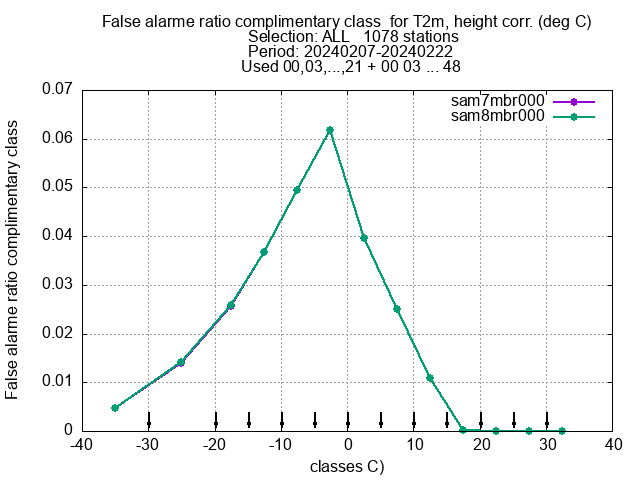 False alarme ratio complimentary class  for T2m, height corr. (deg C)
Selection: ALL   1078 stations
Period: 20240207-20240222
Used 00,03,...,21 + 00 03 ... 48
sam7mbr000
sam8mbr000
0.07
0.06
0.05
0.04
0.03
0.02
0.01
0
False alarme ratio complimentary class
-40 -30 -20 -10 0 10 20 30 40
classes C)